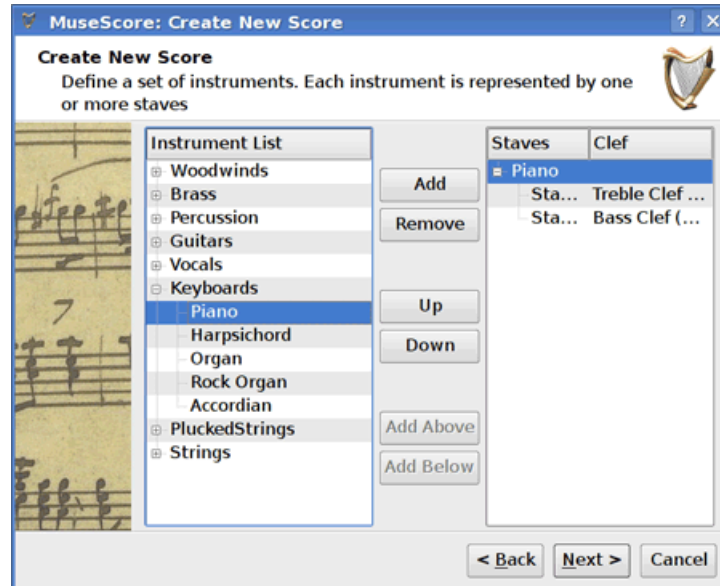 MuseScore: Create New Score
Create New Score
Define a set of instruments. Each instrument is represented by one
or more staves
Instrument List
Woodwinds
Brass
Percussion
Guitars
Vocals
Keyboards
Piano
Harpsichord
Organ
Rock Organ
Accordian
PluckedStrings
Strings
Add
Remove
Up
Down
Add Above
Add Below
Staves Clef
Piano
Sta... Treble Clef ...
Sta... Bass Clef (...
< Back Next > Cancel